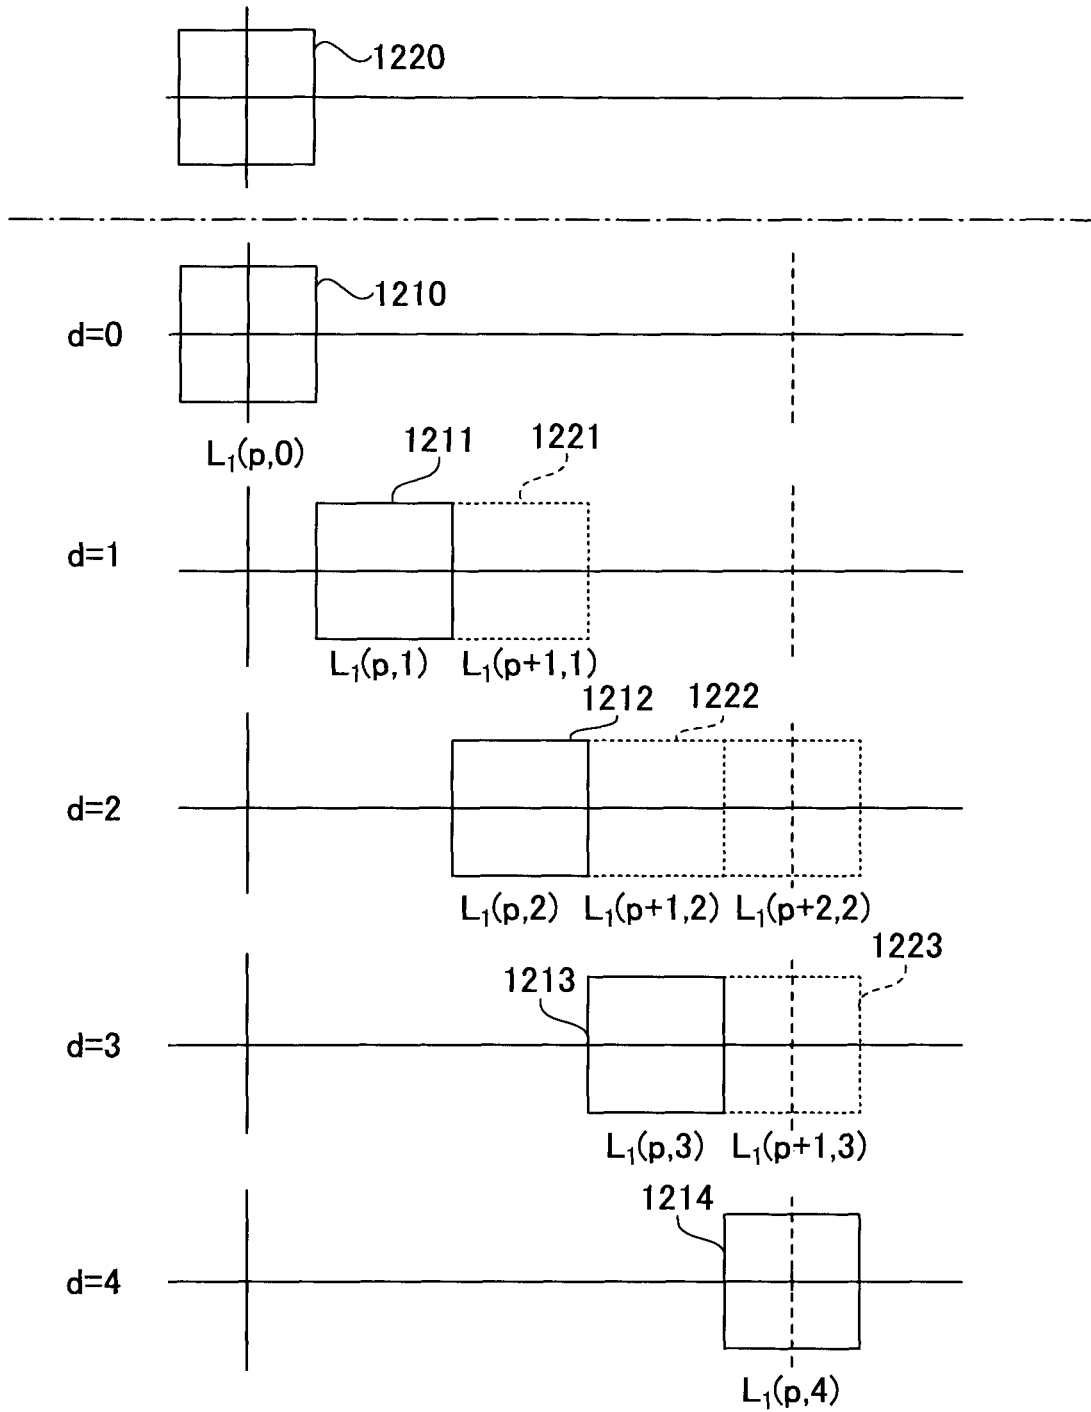 1220
1210
d=0
L₁(p,0)
1211
1221
d=1
L₁(p,1) L₁(p+1,1)
1212
1222
d=2
L₁(p,2) L₁(p+1,2) L₁(p+2,2)
1223
1213
d=3
L₁(p,3) L₁(p+1,3)
1214
d=4
L₁(p,4)